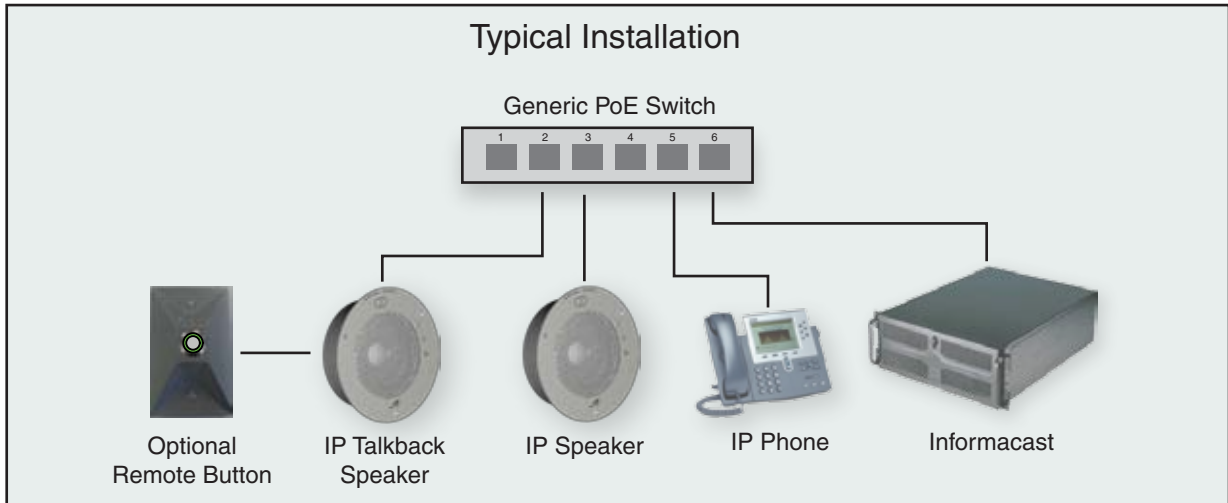 Typical Installation
Generic PoE Switch
1 2 3 4 5 6
Optional
Remote Button
IP Talkback
Speaker
IP Speaker
IP Phone
Informacast